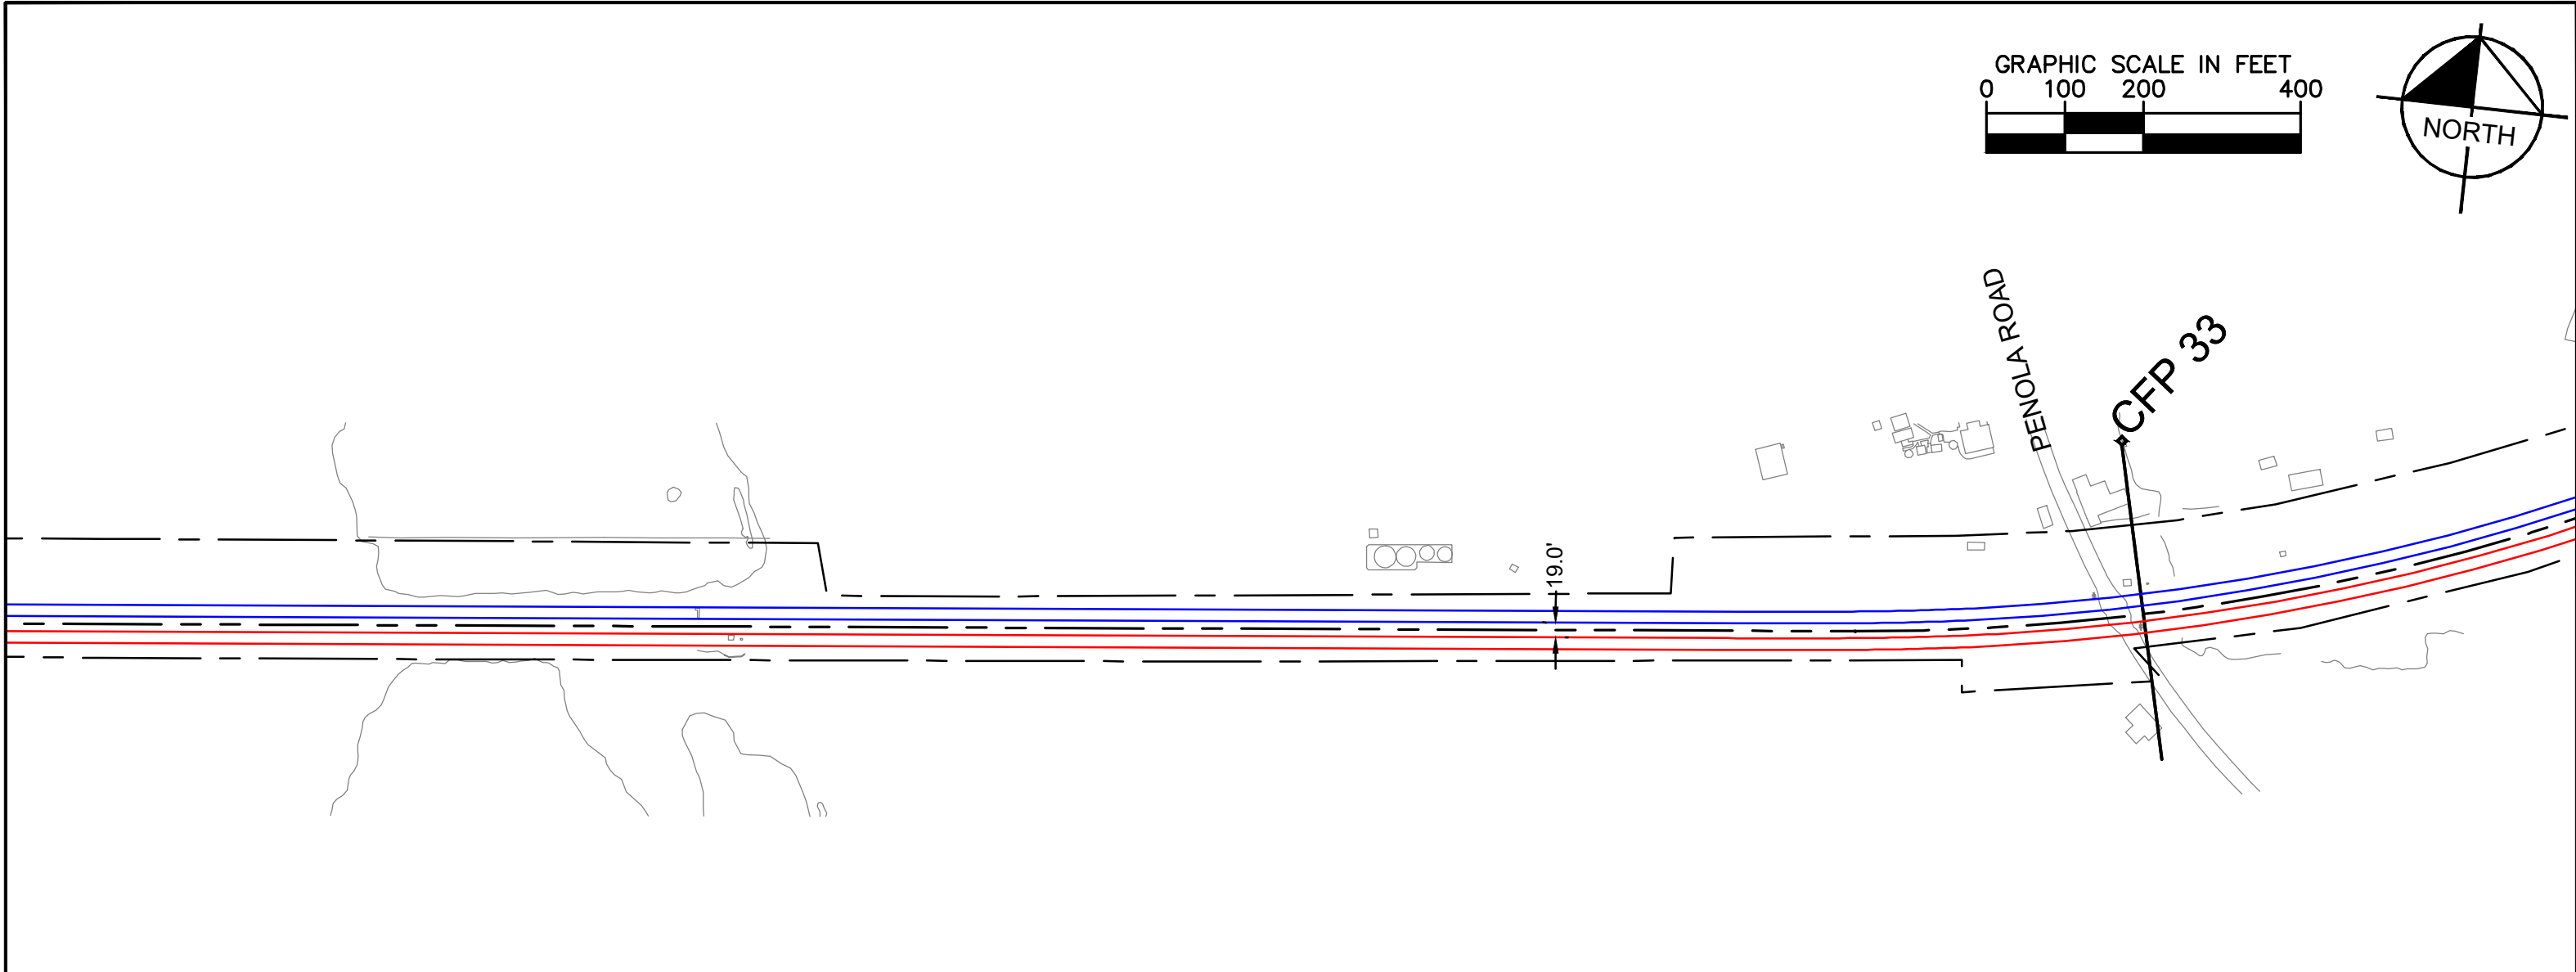 GRAPHIC SCALE IN FEET
0 100 200 400
NORTH
PENOLA ROAD
CFP 33
19.0'